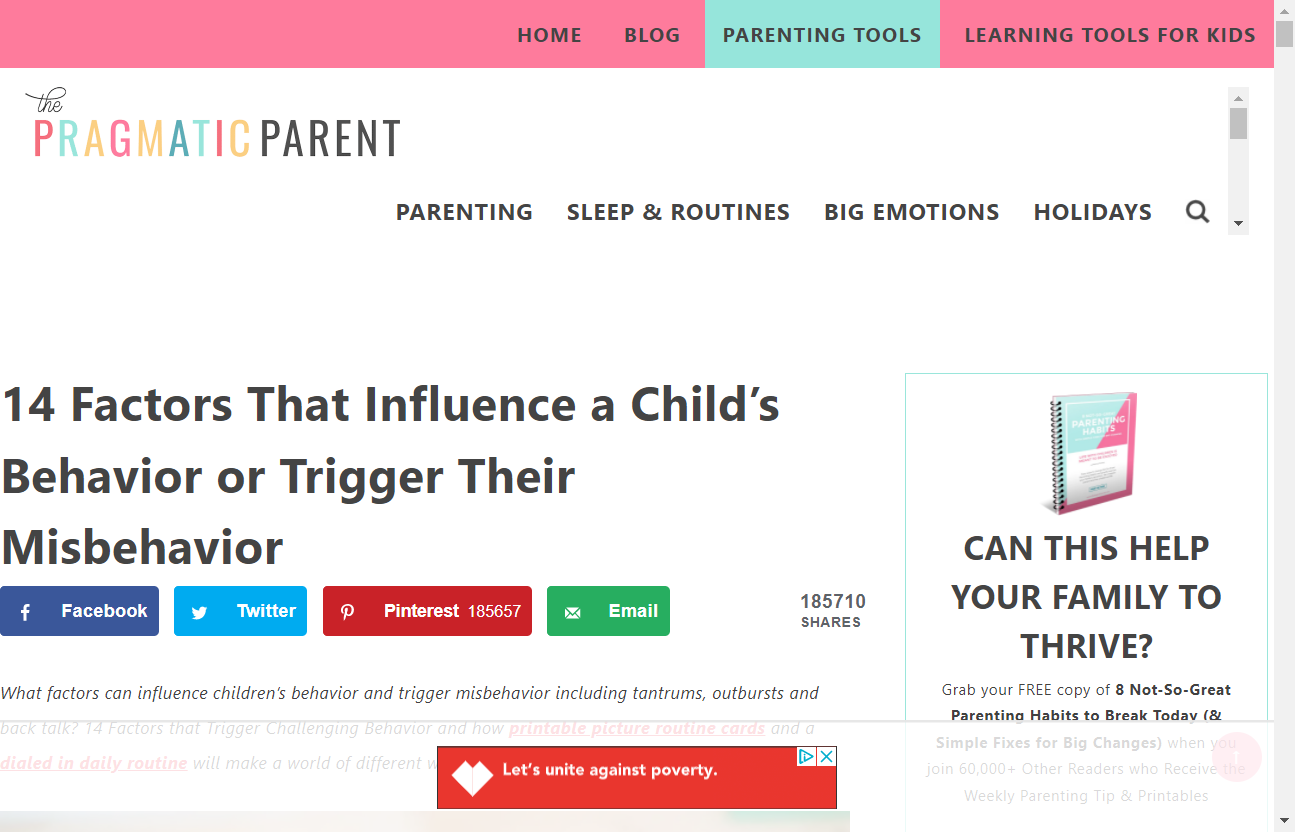 HOME BLOG PARENTING TOOLS LEARNING TOOLS FOR KIDS
the
PRAGMATIC PARENT
PARENTING SLEEP & ROUTINES BIG EMOTIONS HOLIDAYS
14 Factors That Influence a Child's
Behavior or Trigger Their
Misbehavior
Facebook Twitter Pinterest 185657 Email
185710
SHARES
What factors can influence children's behavior and trigger misbehavior including tantrums, outbursts and
back talk? 14 Factors that Trigger Challenging Behavior and how printable picture routine cards and a
dialed in daily routine will make a world of different w
PARENTING
HABITS
CAN THIS HELP
YOUR FAMILY TO
THRIVE?
Grab your FREE copy of 8 Not-So-Great
Parenting Habits to Break Today (&
Simple Fixes for Big Changes) when you
join 60,000+ Other Readers who Receive the
Weekly Parenting Tip & Printables
Let's unite against poverty.